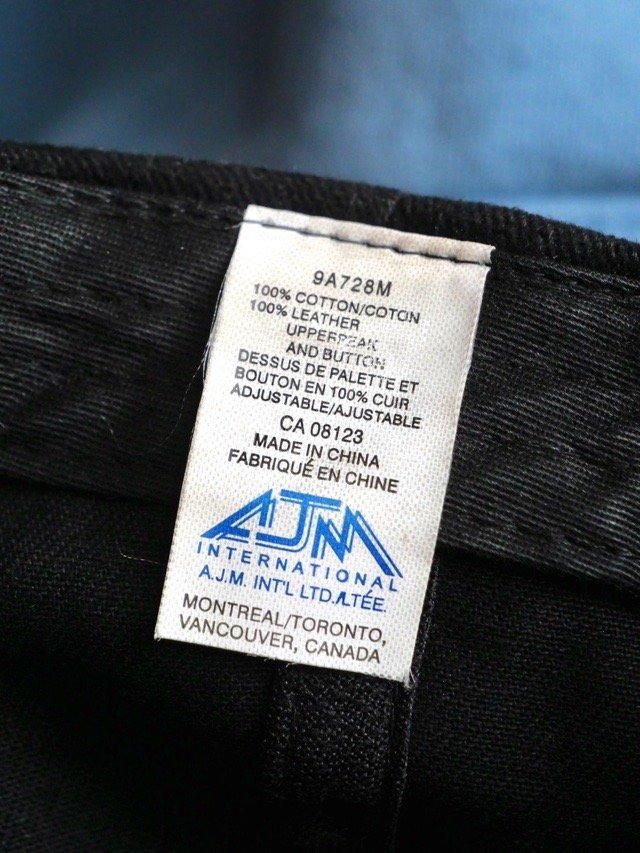 9A728M
100% COTTON/COTON
100% LEATHER
UPPERPEAK
AND BUTTON
DESSUS DE PALETTE ET
BOUTON EN 100% CUIR
ADJUSTABLE/AJUSTABLE
CA 08123
MADE IN CHINA
FABRIQUÉ EN CHINE
AJM
INTERNATIONAL
A.J.M. INT'L LTD./LTÉE.
MONTREAL/TORONTO,
VANCOUVER, CANADA